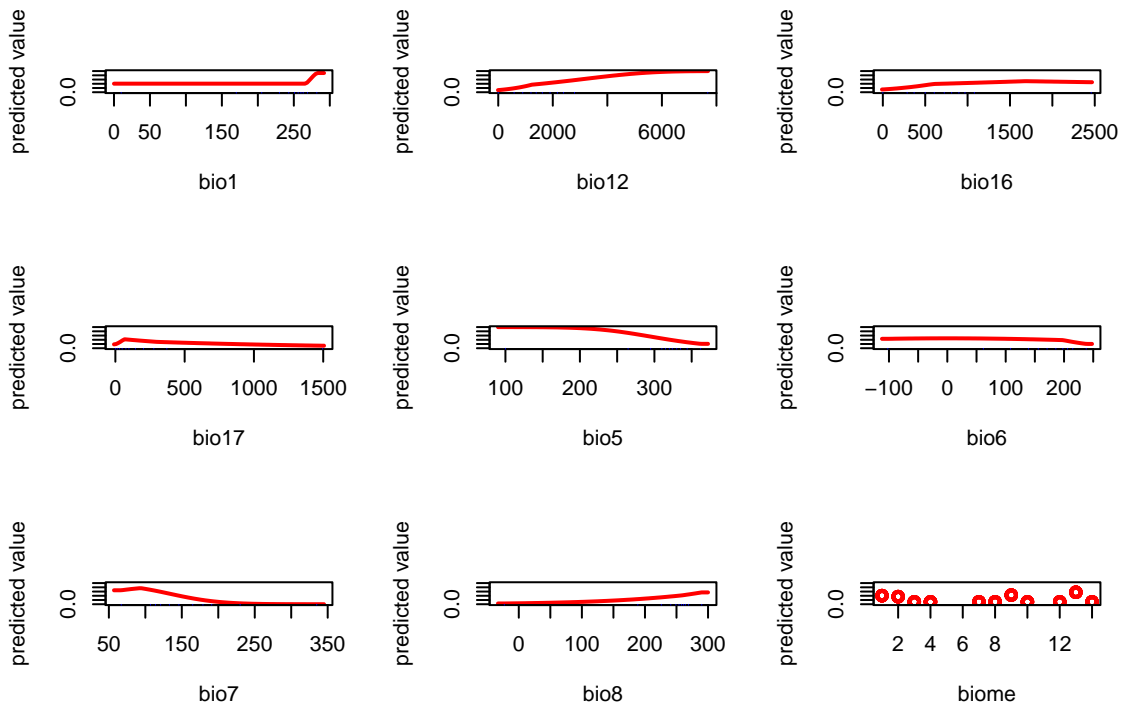 predicted value
0.0
0 50 150 250
bio1
predicted value
0.0
0 2000 6000
bio12
predicted value
0.0
0 500 1500 2500
bio16
predicted value
0.0
0 500 1000 1500
bio17
predicted value
0.0
100 200 300
bio5
predicted value
0.0
−100 0 100 200
bio6
predicted value
0.0
50 150 250 350
bio7
predicted value
0.0
0 100 200 300
bio8
predicted value
0.0
2 4 6 8 12
biome